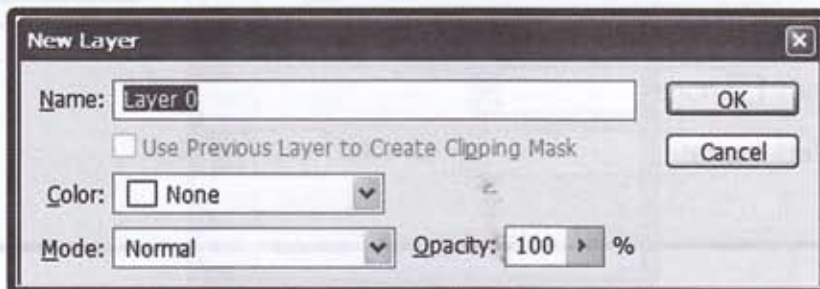 New Layer
Name: Layer 0 OK
Use Previous Layer to Create Clipping Mask Cancel
Color: None
Mode: Normal Opacity: 100 %